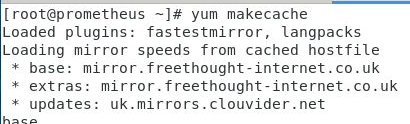 [root@prometheus ~]# yum makecache
Loaded plugins: fastestmirror, langpacks
Loading mirror speeds from cached hostfile
 * base: mirror.freethought-internet.co.uk
 * extras: mirror.freethought-internet.co.uk
 * updates: uk.mirrors.clouvider.net
base